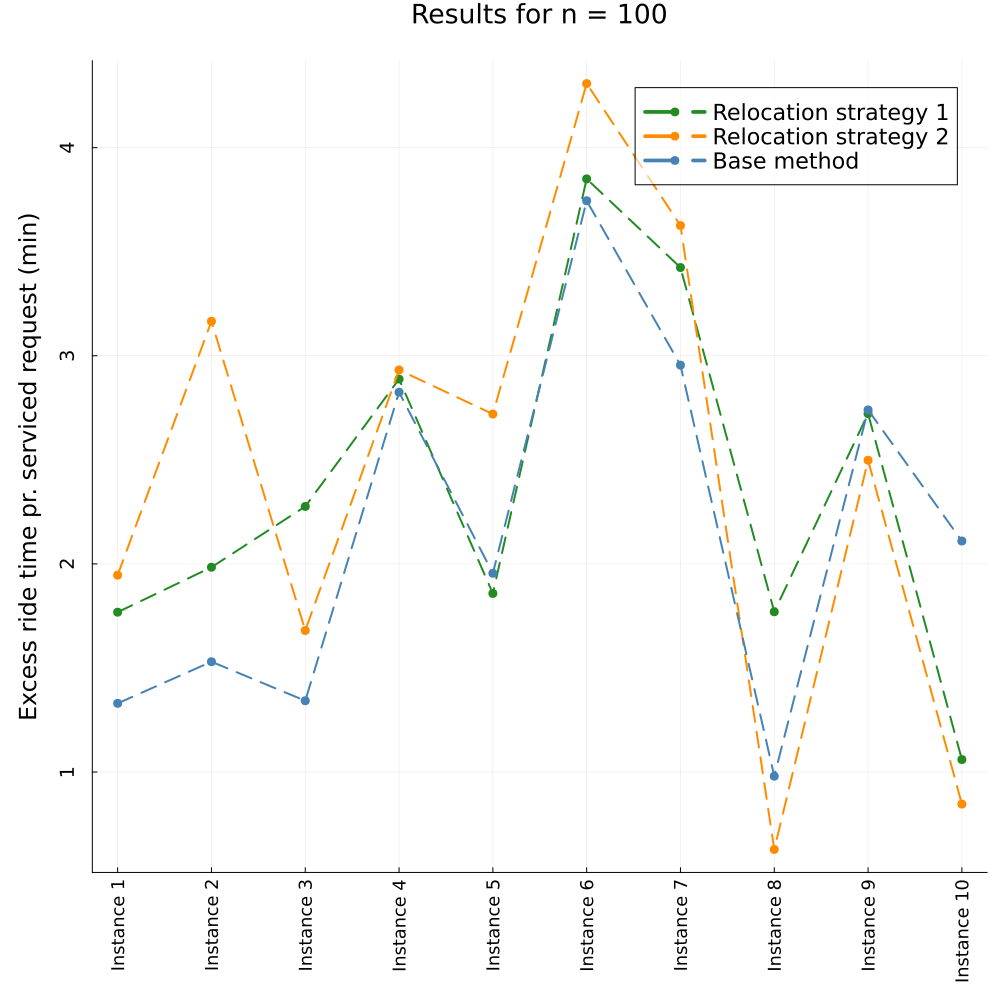 Results for n = 100
Relocation strategy 1
Relocation strategy 2
Base method
Excess ride time pr. serviced request (min)
4
3
2
1
Instance 1
Instance 2
Instance 3
Instance 4
Instance 5
Instance 6
Instance 7
Instance 8
Instance 9
Instance 10